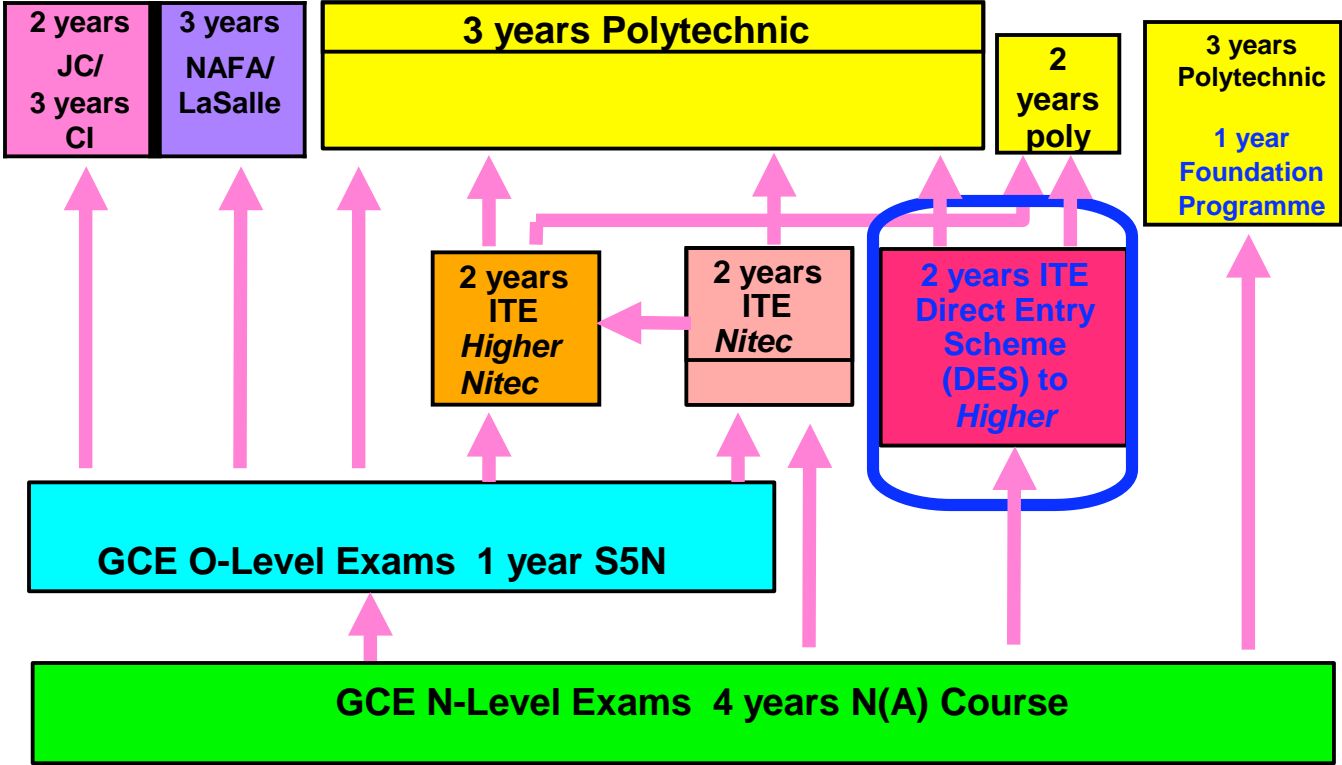 2 years
JC/
3 years
CI
3 years
NAFA/
LaSalle
3 years Polytechnic
2
years
poly
3 years
Polytechnic
1 year
Foundation
Programme
2 years
ITE
Higher
Nitec
2 years
ITE
Nitec
2 years ITE
Direct Entry
Scheme
(DES) to
Higher
GCE O-Level Exams 1 year S5N
GCE N-Level Exams 4 years N(A) Course